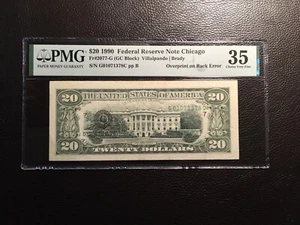 PMG
PAPER MONEY GUARANTY
$20 1990 Federal Reserve Note Chicago
Fr#2077-G (GC Block) Villalpando | Brady
S/N G01071379C pp B Overprint on Back Error
35
Choice Very Fine
THE UNITED STATES OF AMERICA
20 20
20 TWENTY DOLLARS 20